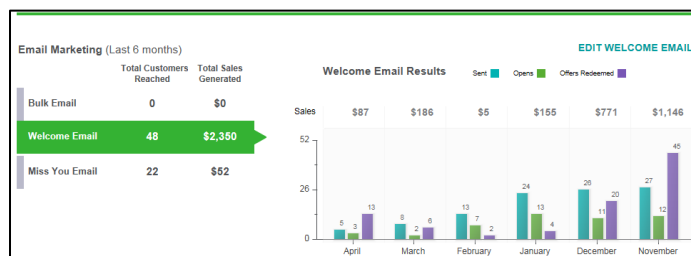 Email Marketing (Last 6 months)
EDIT WELCOME EMAIL
Total Customers Reached
Total Sales Generated
Bulk Email 0 $0
Welcome Email 48 $2,350
Miss You Email 22 $52
Welcome Email Results
Sent Opens Offers Redeemed
Sales $87 $186 $5 $155 $771 $1,146
52
26
0
5 3 13
8 2 6
13 7 2
24 13 4
26 11 20
27 12 45
April March February January December November